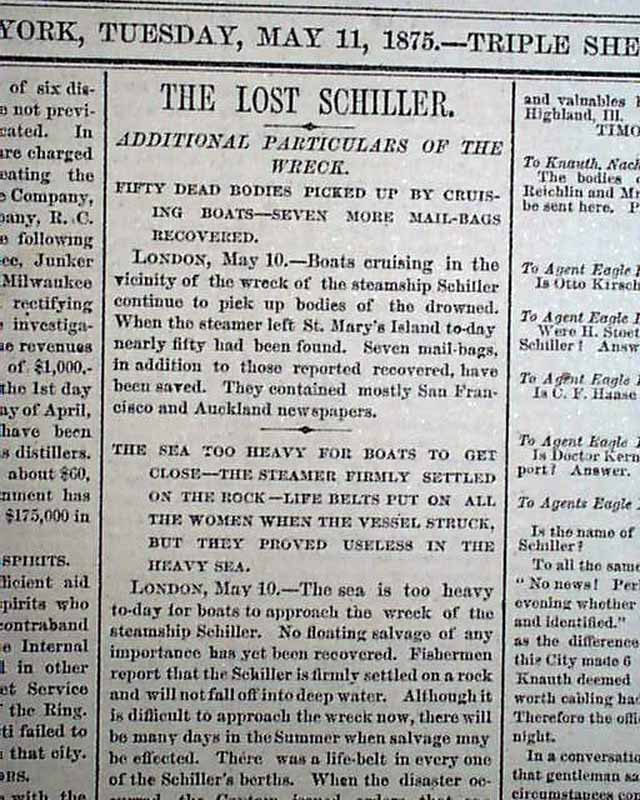 YORK, TUESDAY, MAY 11, 1875.—TRIPLE SHE
of six dis-
not previ-
cated. In
are charged
eating the
Company,
pany, R. C.
following
ee, Junker
Milwaukee
rectifying
investiga-
se revenues
of $1,000,-
the 1st day
ay of April,
have been
s distillers.
about $60,
nment has
$175,000 in
SPIRITS.
fficient aid
spirits who
contraband
e Internal
l in other
et Service
the Ring.
ti failed to
that city.
ORS.
with the
THE LOST SCHILLER.
ADDITIONAL PARTICULARS OF THE
WRECK.
FIFTY DEAD BODIES PICKED UP BY CRUIS-
ING BOATS—SEVEN MORE MAIL-BAGS
RECOVERED.
LONDON, May 10.—Boats cruising in the
vicinity of the wreck of the steamship Schiller
continue to pick up bodies of the drowned.
When the steamer left St. Mary's Island to-day
nearly fifty had been found. Seven mail-bags,
in addition to those reported recovered, have
been saved. They contained mostly San Fran-
cisco and Auckland newspapers.
THE SEA TOO HEAVY FOR BOATS TO GET
CLOSE—THE STEAMER FIRMLY SETTLED
ON THE ROCK—LIFE BELTS PUT ON ALL
THE WOMEN WHEN THE VESSEL STRUCK,
BUT THEY PROVED USELESS IN THE
HEAVY SEA.
LONDON, May 10.—The sea is too heavy
to-day for boats to approach the wreck of the
steamship Schiller. No floating salvage of any
importance has yet been recovered. Fishermen
report that the Schiller is firmly settled on a rock
and will not fall off into deep water. Although it
is difficult to approach the wreck now, there will
be many days in the Summer when salvage may
be effected. There was a life-belt in every one
of the Schiller's berths. When the disaster oc-
and valuables
Highland, Ill.
TIMO
To Knauth, Nach
The bodies
Reichlin and Mr
be sent here. P
To Agent Eagle
Is Otto Kirsch
To Agent Eagle
Were H. Stoet
Schiller? Answ
To Agent Eagle
Is C. F. Haase
To Agent Eagle
Is Doctor Kern
port? Answer.
To Agents Eagle
Is the name of
Schiller?
To all the same
"No news! Per
evening whether
and identified."
as the difference
this City made 6
Knauth deemed
worth cabling ha
Therefore the offi
night.
In a conversati
that gentleman sa
circumstances con